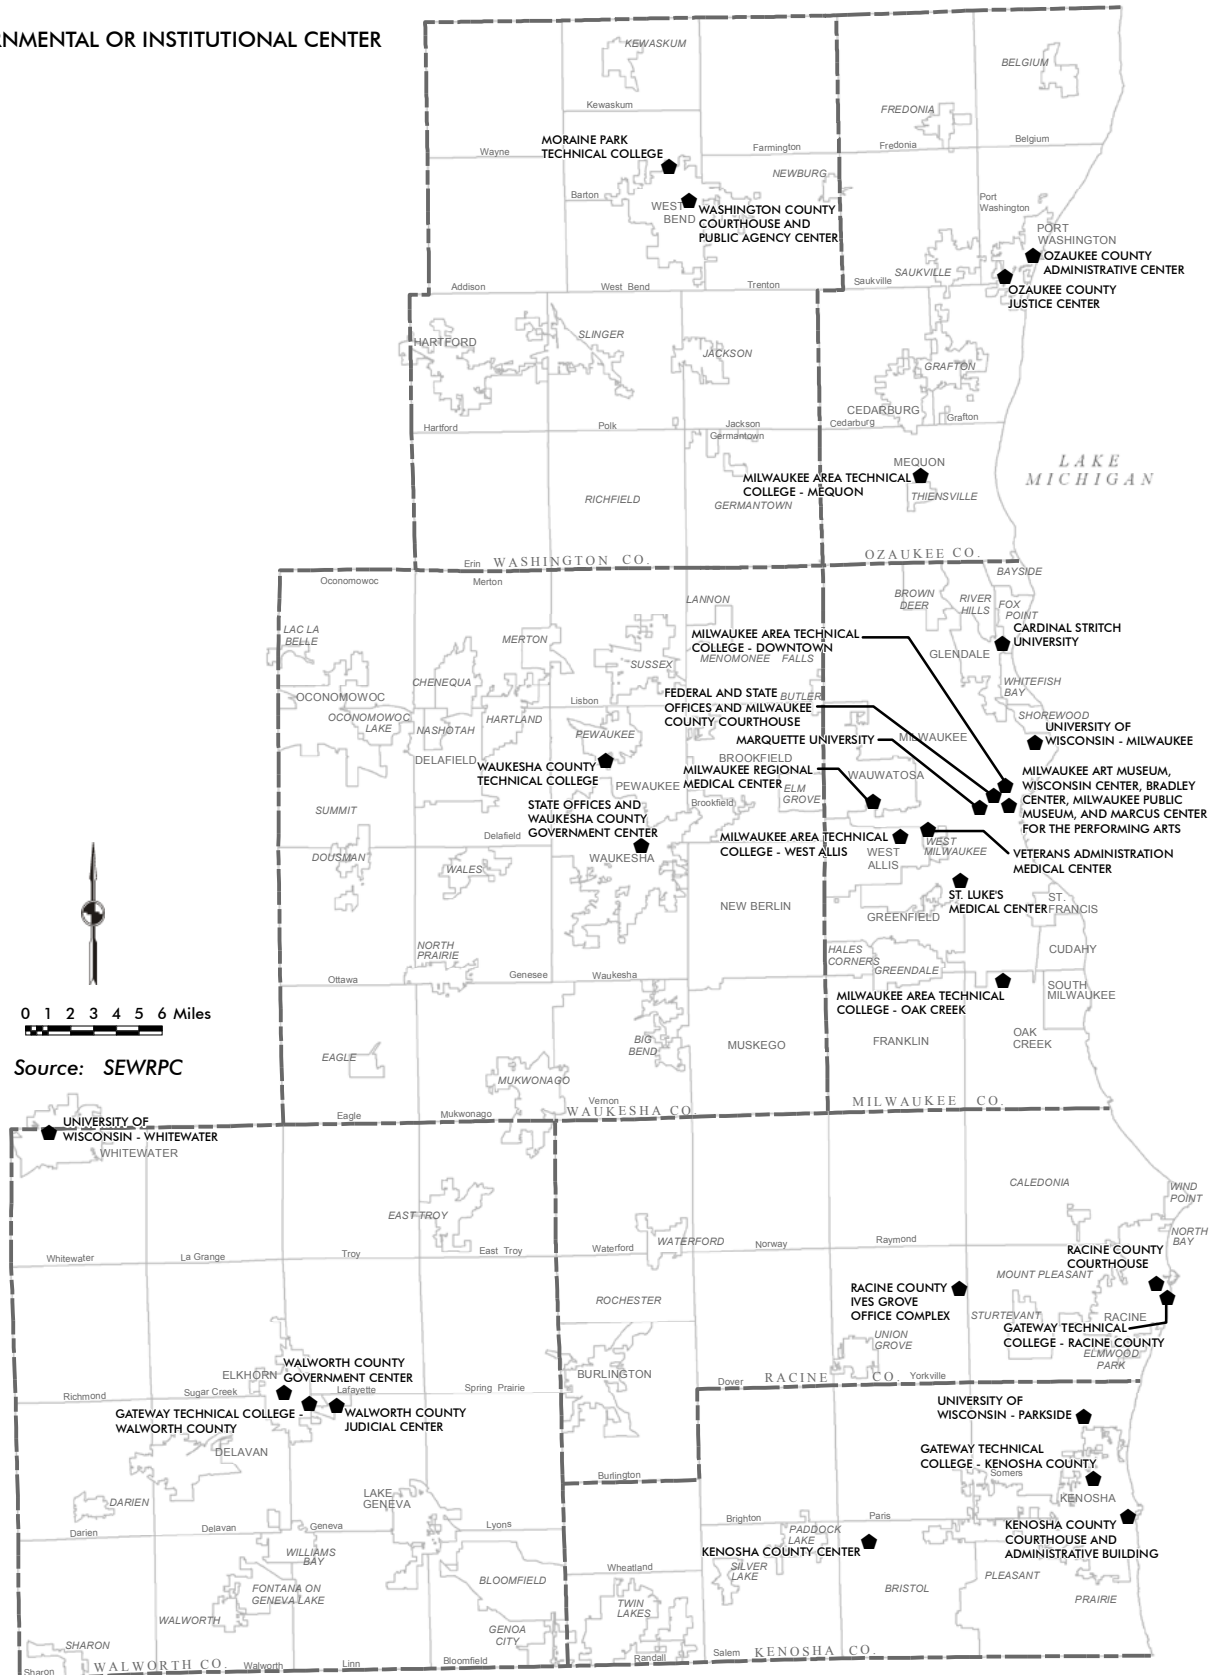 RNMENTAL OR INSTITUTIONAL CENTER
KEWASKUM
BELGIUM
Kewaskum
FREDONIA
MORAINE PARK
TECHNICAL COLLEGE
Wayne
Farmington
Fredonia
Belgium
NEWBURG
Barton
WEST
BEND
WASHINGTON COUNTY
COURTHOUSE AND
PUBLIC AGENCY CENTER
Port
Washington
PORT
WASHINGTON
OZAUKEE COUNTY
ADMINISTRATIVE CENTER
SAUKVILLE
OZAUKEE COUNTY
JUSTICE CENTER
Addison
West Bend
Trenton
Saukville
HARTFORD
SLINGER
JACKSON
GRAFTON
CEDARBURG
Hartford
Polk
Jackson
Germantown
Cedarburg
Grafton
MEQUON
LAKE
MICHIGAN
MILWAUKEE AREA TECHNICAL
COLLEGE - MEQUON
THIENSVILLE
RICHFIELD
GERMANTOWN
Erin
WASHINGTON CO.
OZAUKEE CO.
Oconomowoc
Merton
BAYSIDE
LANNON
BROWN
DEER
RIVER
HILLS
FOX
POINT
LAC LA
BELLE
MERTON
MILWAUKEE AREA TECHNICAL
COLLEGE - DOWNTOWN
CARDINAL STRITCH
UNIVERSITY
GLENDALE
SUSSEX
MENOMONEE FALLS
CHENEQUA
WHITEFISH
BAY
OCONOMOWOC
Lisbon
FEDERAL AND STATE
OFFICES AND MILWAUKEE
COUNTY COURTHOUSE
BUTLER
OCONOMOWOC
LAKE
NASHOTAH
HARTLAND
SHOREWOOD
UNIVERSITY OF
WISCONSIN - MILWAUKEE
PEWAUKEE
MARQUETTE UNIVERSITY
MILWAUKEE
DELAFIELD
WAUKESHA COUNTY
TECHNICAL COLLEGE
BROOKFIELD
MILWAUKEE REGIONAL
MEDICAL CENTER
WAUWATOSA
MILWAUKEE ART MUSEUM,
WISCONSIN CENTER, BRADLEY
CENTER, MILWAUKEE PUBLIC
MUSEUM, AND MARCUS CENTER
FOR THE PERFORMING ARTS
PEWAUKEE
ELM
GROVE
SUMMIT
STATE OFFICES AND
WAUKESHA COUNTY
GOVERNMENT CENTER
Brookfield
Delafield
MILWAUKEE AREA TECHNICAL
COLLEGE - WEST ALLIS
WEST
MILWAUKEE
WEST
ALLIS
VETERANS ADMINISTRATION
MEDICAL CENTER
DOUSMAN
WALES
WAUKESHA
ST. LUKE'S
MEDICAL CENTER
ST.
FRANCIS
NEW BERLIN
GREENFIELD
NORTH
PRAIRIE
HALES
CORNERS
GREENDALE
CUDAHY
Ottawa
Genesee
Waukesha
MILWAUKEE AREA TECHNICAL
COLLEGE - OAK CREEK
SOUTH
MILWAUKEE
0 1 2 3 4 5 6 Miles
BIG
BEND
MUSKEGO
FRANKLIN
OAK
CREEK
EAGLE
Source: SEWRPC
MUKWONAGO
Eagle
Mukwonago
Vernon
WAUKESHA CO.
MILWAUKEE CO.
UNIVERSITY OF
WISCONSIN - WHITEWATER
WHITEWATER
CALEDONIA
WIND
POINT
EAST TROY
NORTH
BAY
Whitewater
La Grange
Troy
East Troy
Waterford
WATERFORD
Norway
Raymond
RACINE COUNTY
COURTHOUSE
MOUNT PLEASANT
RACINE COUNTY
IVES GROVE
OFFICE COMPLEX
ROCHESTER
STURTEVANT
RACINE
GATEWAY TECHNICAL
COLLEGE - RACINE COUNTY
UNION
GROVE
ELMWOOD
PARK
WALWORTH COUNTY
GOVERNMENT CENTER
ELKHORN
BURLINGTON
Richmond
Sugar Creek
Lafayette
Spring Prairie
Dover
RACINE CO.
Yorkville
GATEWAY TECHNICAL COLLEGE -
WALWORTH COUNTY
WALWORTH COUNTY
JUDICIAL CENTER
UNIVERSITY OF
WISCONSIN - PARKSIDE
DELAVAN
GATEWAY TECHNICAL
COLLEGE - KENOSHA COUNTY
Somers
Burlington
LAKE
GENEVA
KENOSHA
DARIEN
Darien
Delavan
Geneva
Lyons
Brighton
Paris
PADDOCK
LAKE
KENOSHA COUNTY
COURTHOUSE AND
ADMINISTRATIVE BUILDING
WILLIAMS
BAY
KENOSHA COUNTY CENTER
Wheatland
SILVER
LAKE
BLOOMFIELD
FONTANA ON
GENEVA LAKE
BRISTOL
PLEASANT
PRAIRIE
TWIN
LAKES
WALWORTH
GENOA
CITY
SHARON
Sharon
WALWORTH CO.
Walworth
Linn
Bloomfield
Randall
Salem
KENOSHA CO.